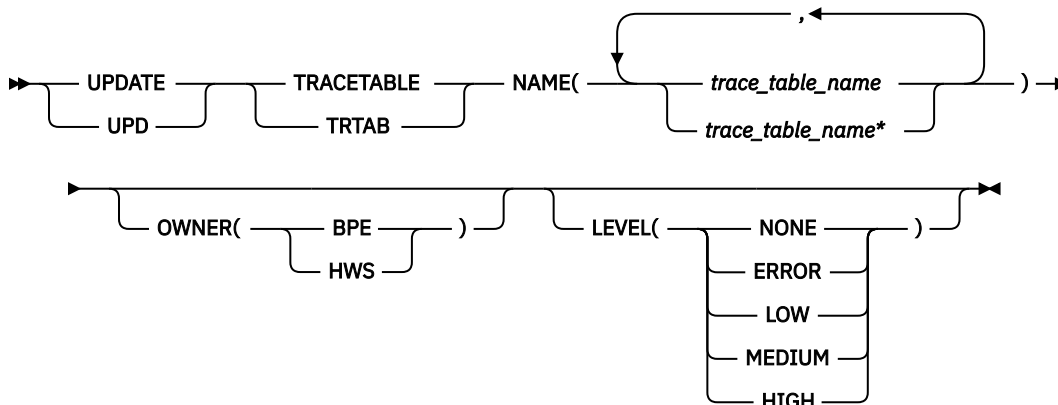 ,
UPDATE TRACETABLE NAME( trace_table_name )
UPD TRTAB trace_table_name*
OWNER( BPE ) LEVEL( NONE )
HWS ERROR
LOW
MEDIUM
HIGH